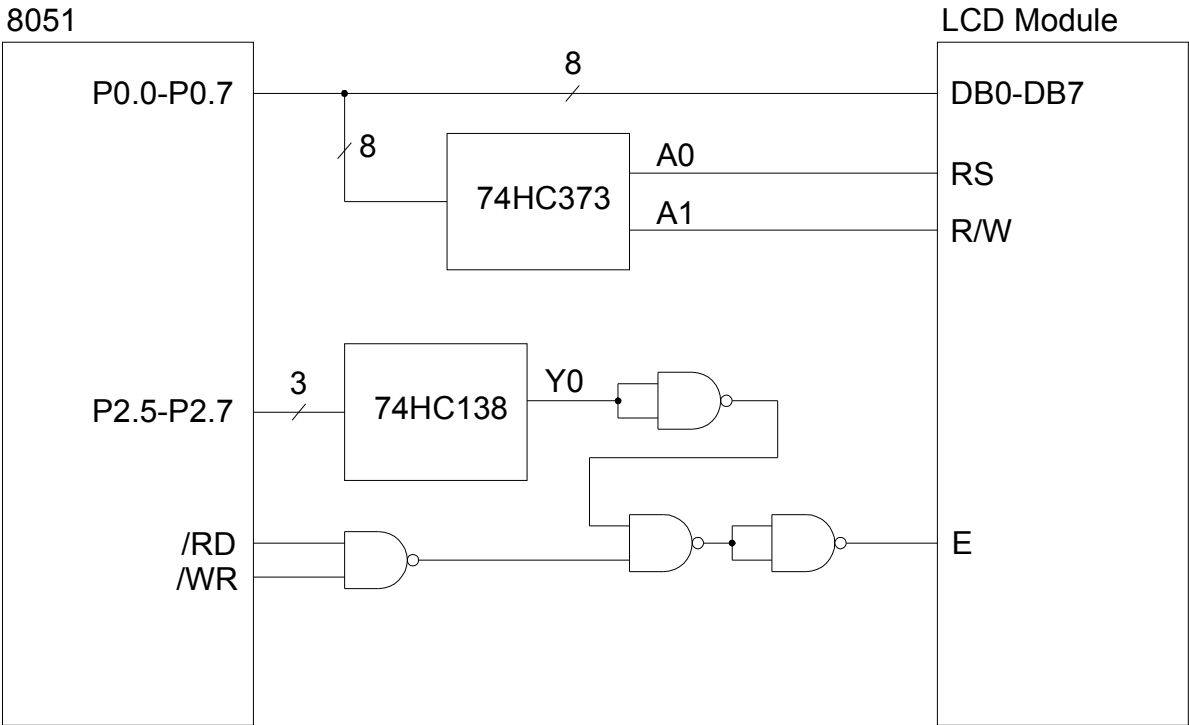 8051
LCD Module
P0.0-P0.7
8
DB0-DB7
8
74HC373
A0
RS
A1
R/W
P2.5-P2.7
3
74HC138
Y0
/RD
/WR
E